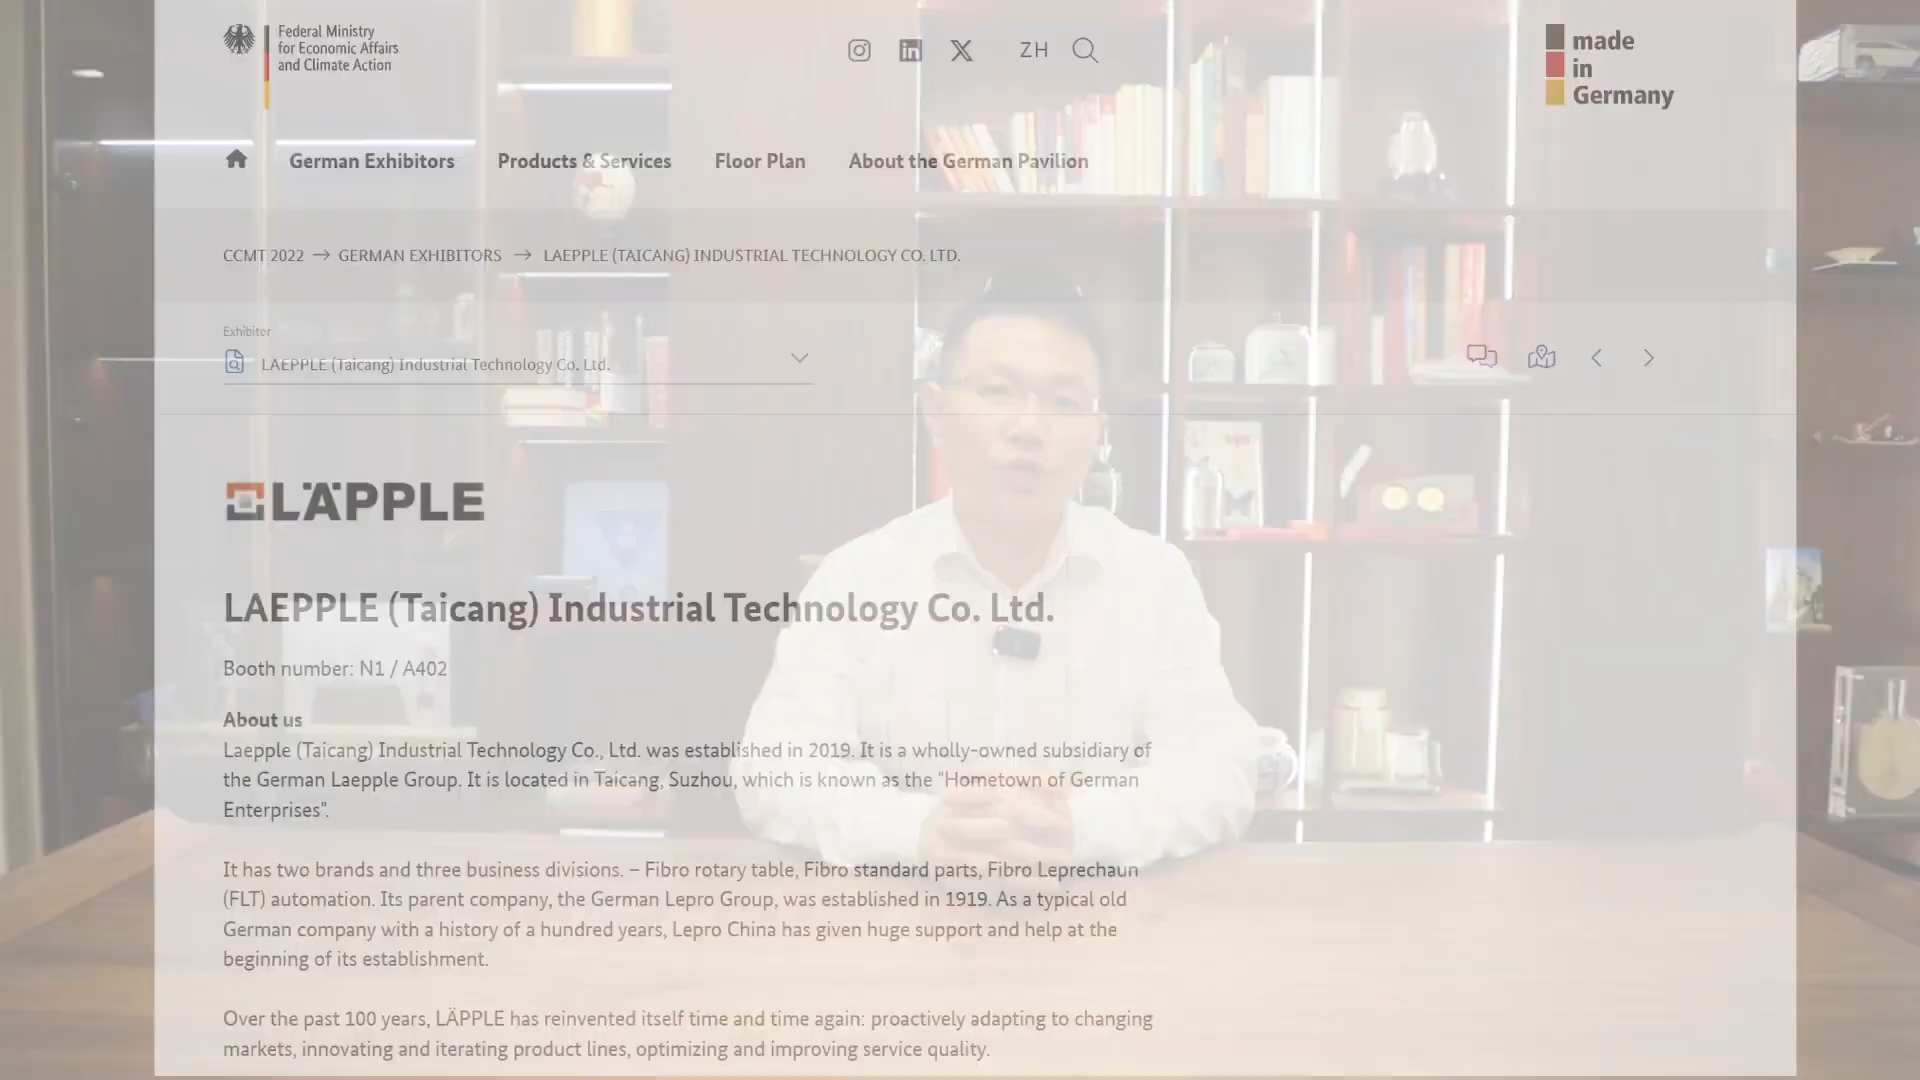 Federal Ministry
for Economic Affairs
and Climate Action
ZH
made
in
Germany
German Exhibitors
Products & Services
Floor Plan
About the German Pavilion
CCMT 2022 → GERMAN EXHIBITORS → LAEPPLE (TAICANG) INDUSTRIAL TECHNOLOGY CO. LTD.
Exhibitor
LAEPPLE (Taicang) Industrial Technology Co. Ltd.
LÄPPLE
LAEPPLE (Taicang) Industrial Technology Co. Ltd.
Booth number: N1 / A402
About us
Laepple (Taicang) Industrial Technology Co., Ltd. was established in 2019. It is a wholly-owned subsidiary of
the German Laepple Group. It is located in Taicang, Suzhou, which is known as the "Hometown of German
Enterprises".
It has two brands and three business divisions. – Fibro rotary table, Fibro standard parts, Fibro Leprechaun
(FLT) automation. Its parent company, the German Lepro Group, was established in 1919. As a typical old
German company with a history of a hundred years, Lepro China has given huge support and help at the
beginning of its establishment.
Over the past 100 years, LÄPPLE has reinvented itself time and time again: proactively adapting to changing
markets, innovating and iterating product lines, optimizing and improving service quality.